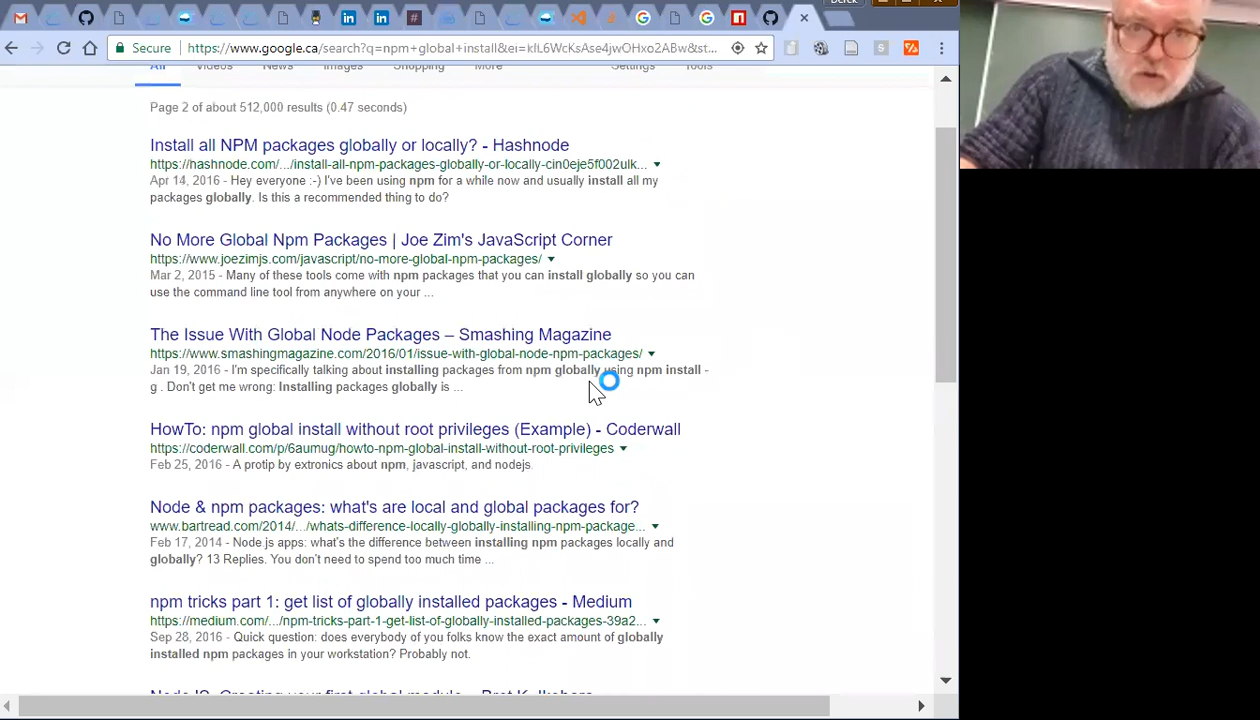 Derek
Secure
https://www.google.ca/search?q=npm+global+install&ei=kIL6WcKsAse4jwOHxo2ABw&st...
All Videos News Images Shopping More Settings Tools
Page 2 of about 512,000 results (0.47 seconds)
Install all NPM packages globally or locally? - Hashnode
https://hashnode.com/.../install-all-npm-packages-globally-or-locally-cin0eje5f002ulk...
Apr 14, 2016 - Hey everyone :-) I've been using npm for a while now and usually install all my
packages globally. Is this a recommended thing to do?
No More Global Npm Packages | Joe Zim's JavaScript Corner
https://www.joezimjs.com/javascript/no-more-global-npm-packages/
Mar 2, 2015 - Many of these tools come with npm packages that you can install globally so you can
use the command line tool from anywhere on your ...
The Issue With Global Node Packages – Smashing Magazine
https://www.smashingmagazine.com/2016/01/issue-with-global-node-npm-packages/
Jan 19, 2016 - I'm specifically talking about installing packages from npm globally using npm install -
g . Don't get me wrong: Installing packages globally is ...
HowTo: npm global install without root privileges (Example) - Coderwall
https://coderwall.com/p/6aumug/howto-npm-global-install-without-root-privileges
Feb 25, 2016 - A protip by extronics about npm, javascript, and nodejs.
Node & npm packages: what's are local and global packages for?
www.bartread.com/2014/.../whats-difference-locally-globally-installing-npm-package...
Feb 17, 2014 - Node.js apps: what's the difference between installing npm packages locally and
globally? 13 Replies. You don't need to spend too much time ...
npm tricks part 1: get list of globally installed packages - Medium
https://medium.com/.../npm-tricks-part-1-get-list-of-globally-installed-packages-39a2...
Sep 28, 2016 - Quick question: does everybody of you folks know the exact amount of globally
installed npm packages in your workstation? Probably not.
NodeJS: Creating your first global module – Bret K. Ikehara